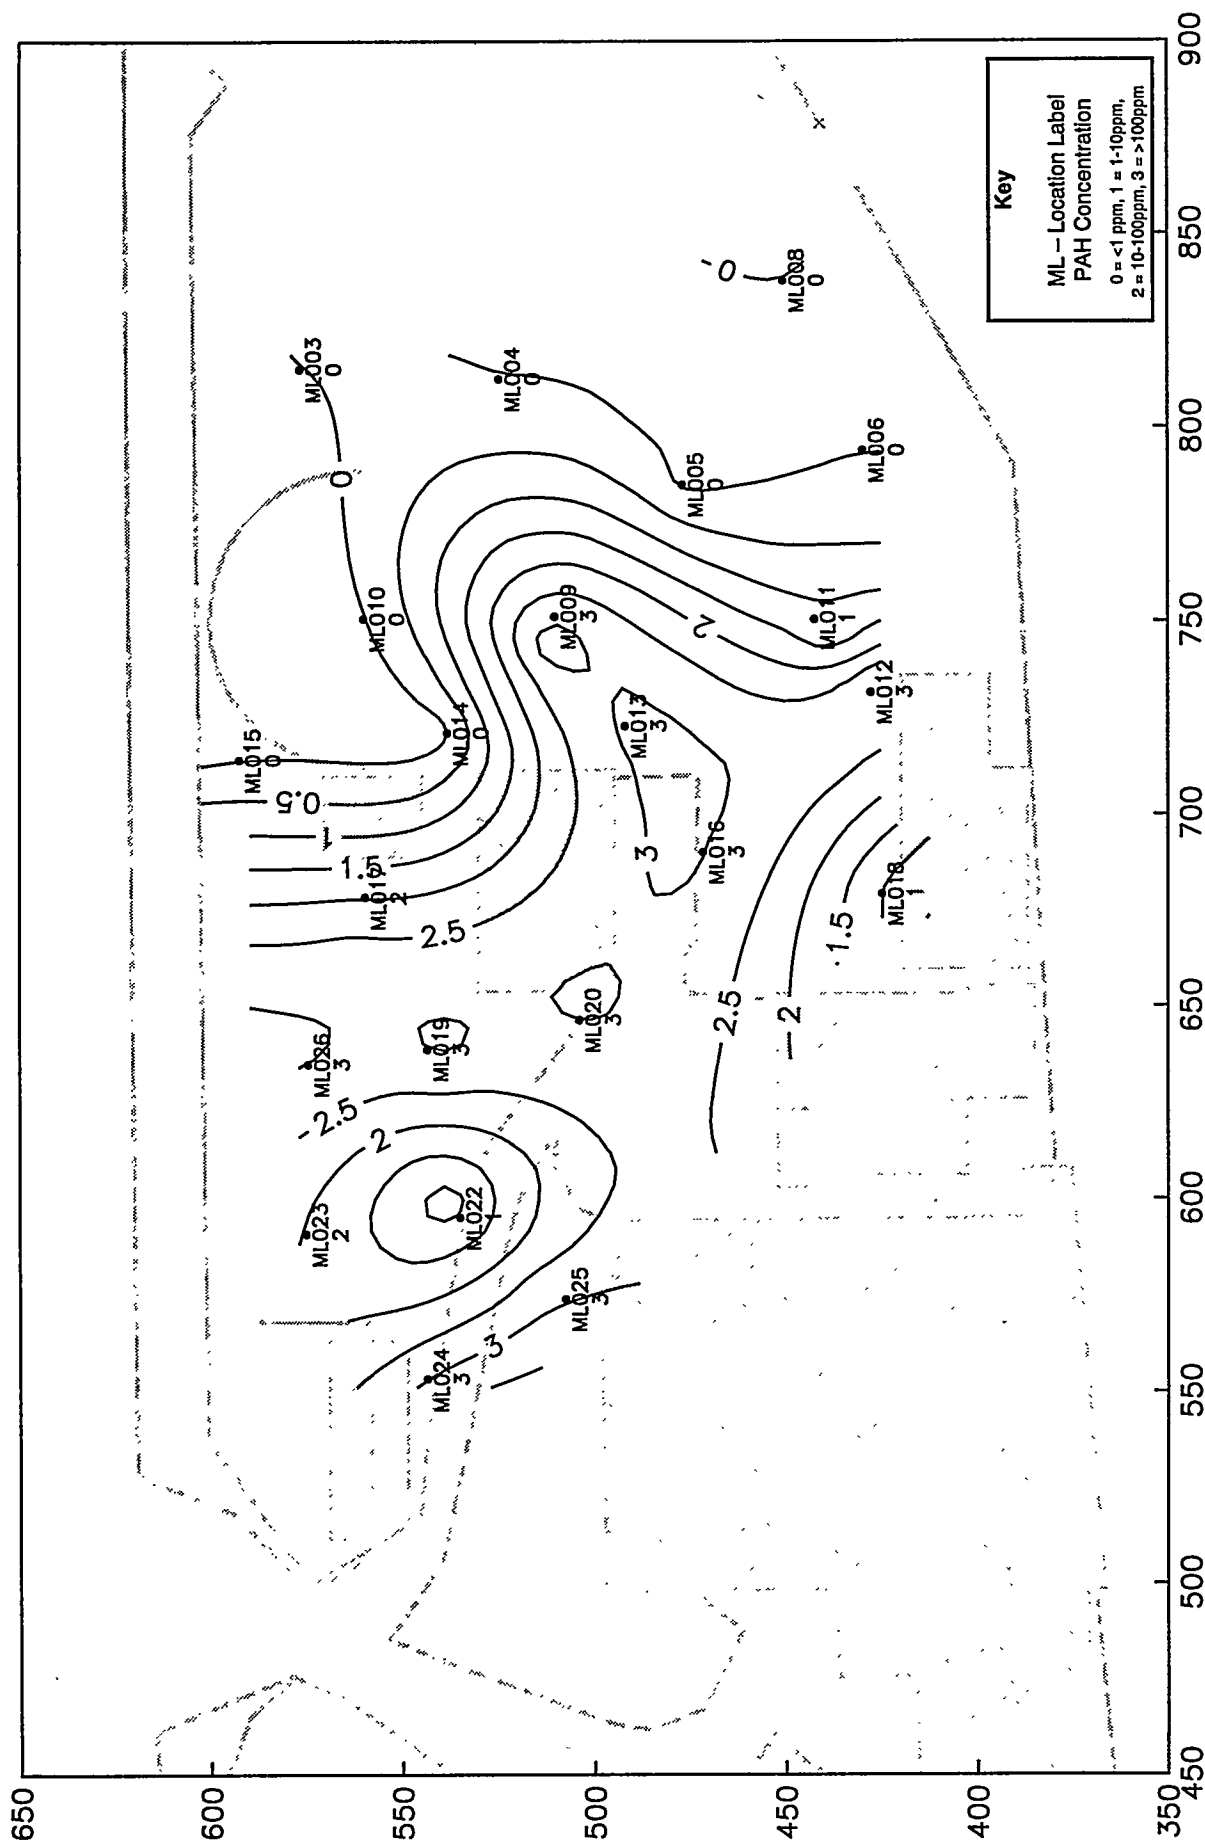 650
600
550
500
450
400
350
450
500
550
600
650
700
750
800
850
900
ML015
0
ML003
0
0
0.5
1
1.5
2.5
ML023
2
ML026
3
ML017
2
ML010
0
2.5
2
ML024
3
ML022
1
ML019
3
ML014
0
ML004
0
3
ML025
3
ML020
3
ML009
3
3
ML013
3
ML016
3
ML005
0
2
0
2.5
2
1.5
ML008
0
ML011
1
ML012
3
ML018
1
ML006
0
Key
ML – Location Label
PAH Concentration
0 = <1 ppm, 1 = 1-10ppm,
2 = 10-100ppm, 3 = >100ppm